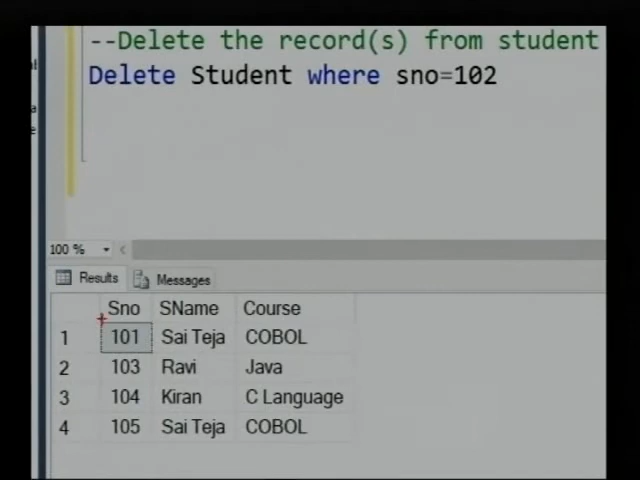 --Delete the record(s) from student
Delete Student where sno=102
100 %
Results Messages
Sno SName Course
1 101 Sai Teja COBOL
2 103 Ravi Java
3 104 Kiran C Language
4 105 Sai Teja COBOL